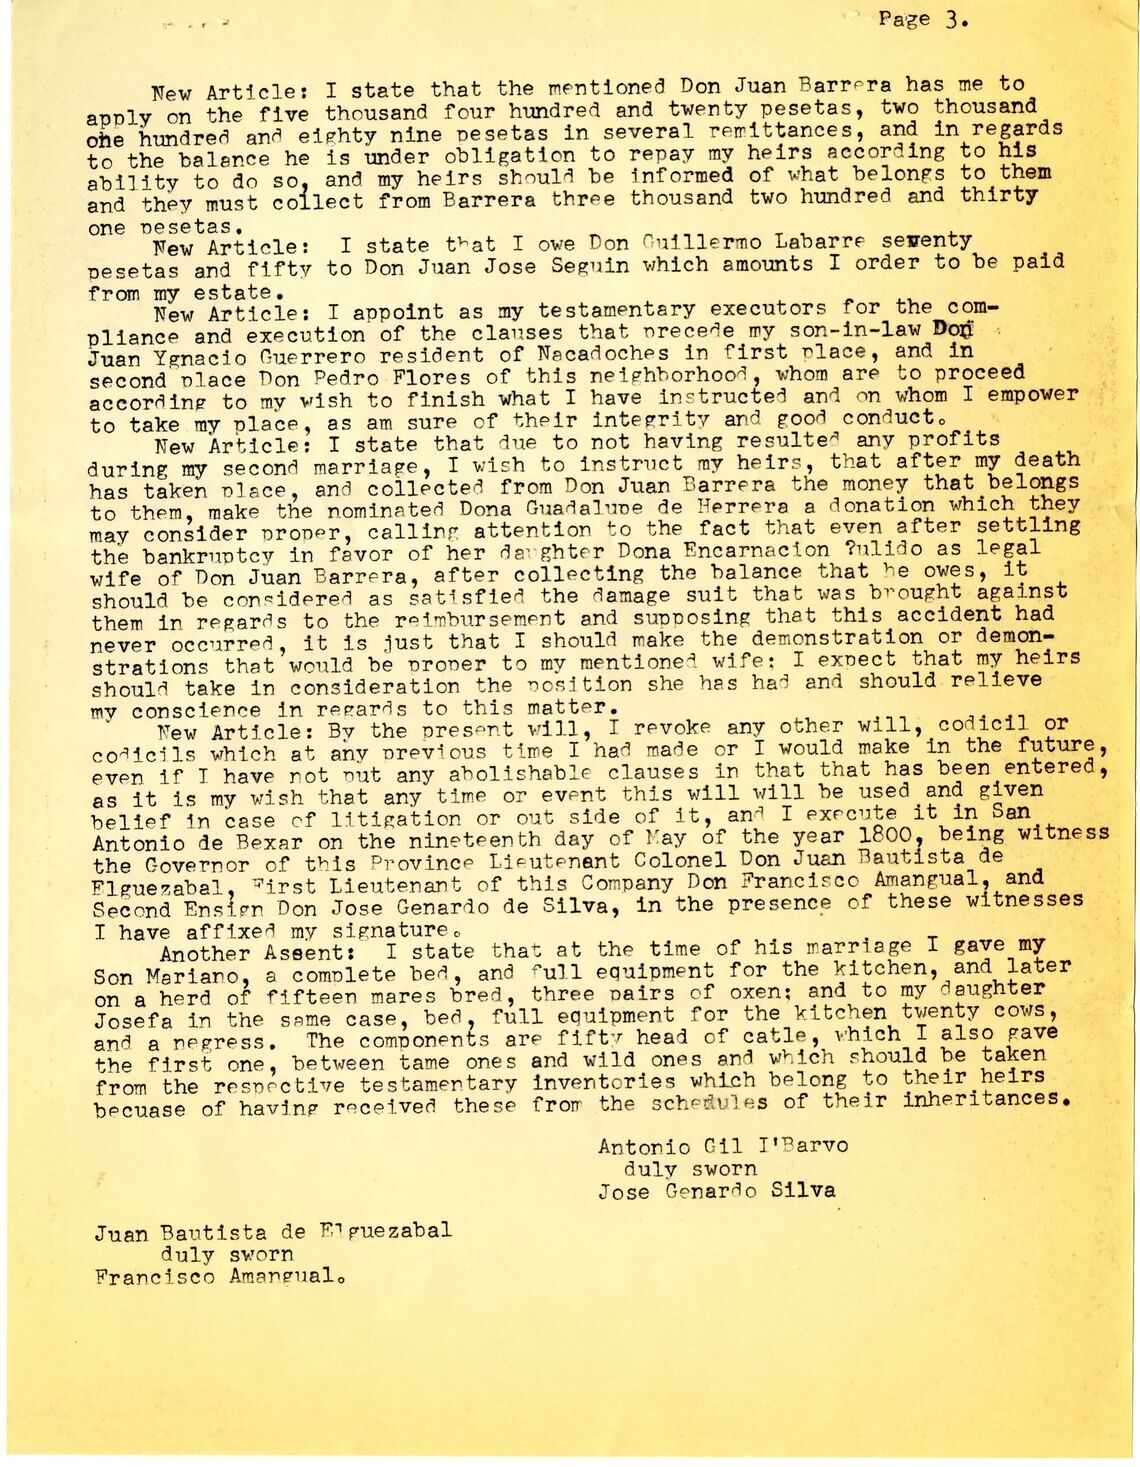 Page 3.
New Article: I state that the mentioned Don Juan Barrera has me to
apply on the five thousand four hundred and twenty pesetas, two thousand
one hundred and eighty nine pesetas in several remittances, and in regards
to the balance he is under obligation to repay my heirs according to his
ability to do so, and my heirs should be informed of what belongs to them
and they must collect from Barrera three thousand two hundred and thirty
one pesetas.
New Article: I state that I owe Don Guillermo Labarre seventy
pesetas and fifty to Don Juan Jose Seguin which amounts I order to be paid
from my estate.
New Article: I appoint as my testamentary executors for the com-
pliance and execution of the clauses that precede my son-in-law Don
Juan Ygnacio Guerrero resident of Nacadoches in first place, and in
second place Don Pedro Flores of this neighborhood, whom are to proceed
according to my wish to finish what I have instructed and on whom I empower
to take my place, as am sure of their integrity and good conduct.
New Article: I state that due to not having resulted any profits
during my second marriage, I wish to instruct my heirs, that after my death
has taken place, and collected from Don Juan Barrera the money that belongs
to them, make the nominated Dona Guadalupe de Herrera a donation which they
may consider proper, calling attention to the fact that even after settling
the bankruptcy in favor of her daughter Dona Encarnacion ?ulido as legal
wife of Don Juan Barrera, after collecting the balance that he owes, it
should be considered as satisfied the damage suit that was brought against
them in regards to the reimbursement and supposing that this accident had
never occurred, it is just that I should make the demonstration or demon-
strations that would be proper to my mentioned wife: I expect that my heirs
should take in consideration the position she has had and should relieve
my conscience in regards to this matter.
New Article: By the present will, I revoke any other will, codicil or
codicils which at any previous time I had made or I would make in the future,
even if I have not put any abolishable clauses in that that has been entered,
as it is my wish that any time or event this will will be used and given
belief in case of litigation or out side of it, and I execute it in San
Antonio de Bexar on the nineteenth day of May of the year 1800, being witness
the Governor of this Province Lieutenant Colonel Don Juan Bautista de
Elguezabal, First Lieutenant of this Company Don Francisco Amangual, and
Second Ensign Don Jose Genardo de Silva, in the presence of these witnesses
I have affixed my signature.
Another Assent: I state that at the time of his marriage I gave my
Son Mariano, a complete bed, and full equipment for the kitchen, and later
on a herd of fifteen mares bred, three pairs of oxen; and to my daughter
Josefa in the same case, bed, full equipment for the kitchen twenty cows,
and a negress. The components are fifty head of catle, which I also gave
the first one, between tame ones and wild ones and which should be taken
from the respective testamentary inventories which belong to their heirs
becuase of having received these from the schedules of their inheritances.
Antonio Gil I'Barvo
duly sworn
Jose Genardo Silva
Juan Bautista de Elguezabal
duly sworn
Francisco Amangual.